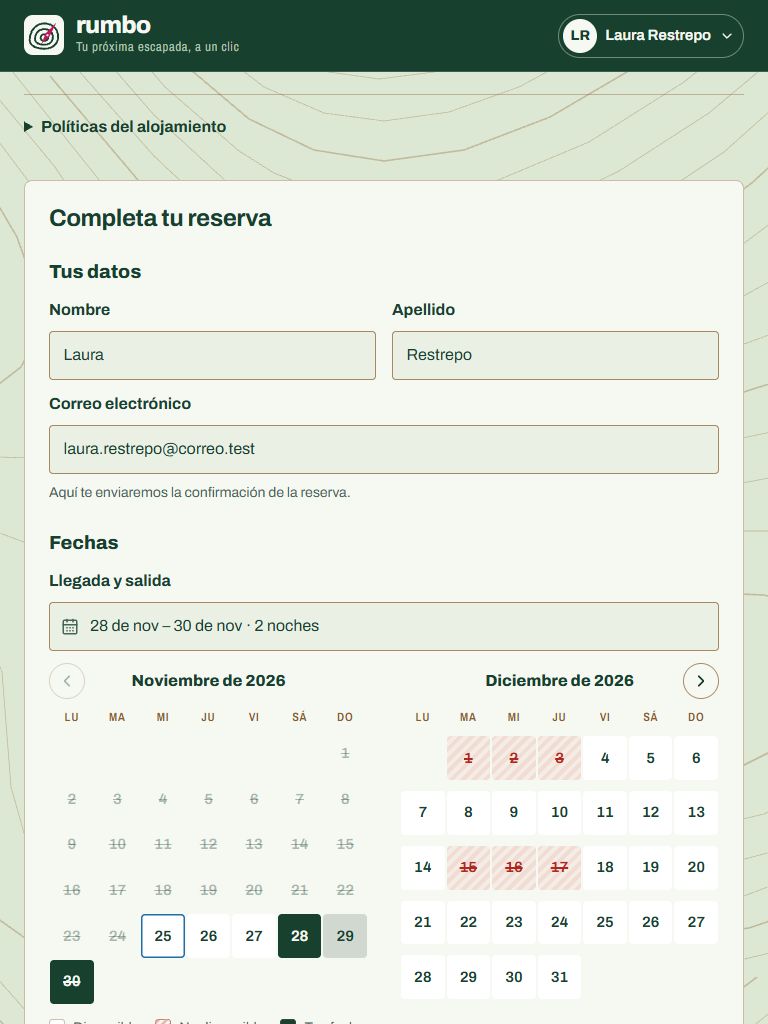 rumbo
Tu próxima escapada, a un clic
LR Laura Restrepo
Políticas del alojamiento
Completa tu reserva
Tus datos
Nombre Apellido
Laura Restrepo
Correo electrónico
laura.restrepo@correo.test
Aquí te enviaremos la confirmación de la reserva.
Fechas
Llegada y salida
28 de nov – 30 de nov · 2 noches
Noviembre de 2026
LU MA MI JU VI SÁ DO
1
2 3 4 5 6 7 8
9 10 11 12 13 14 15
16 17 18 19 20 21 22
23 24 25 26 27 28 29
30
Diciembre de 2026
LU MA MI JU VI SÁ DO
1 2 3 4 5 6
7 8 9 10 11 12 13
14 15 16 17 18 19 20
21 22 23 24 25 26 27
28 29 30 31